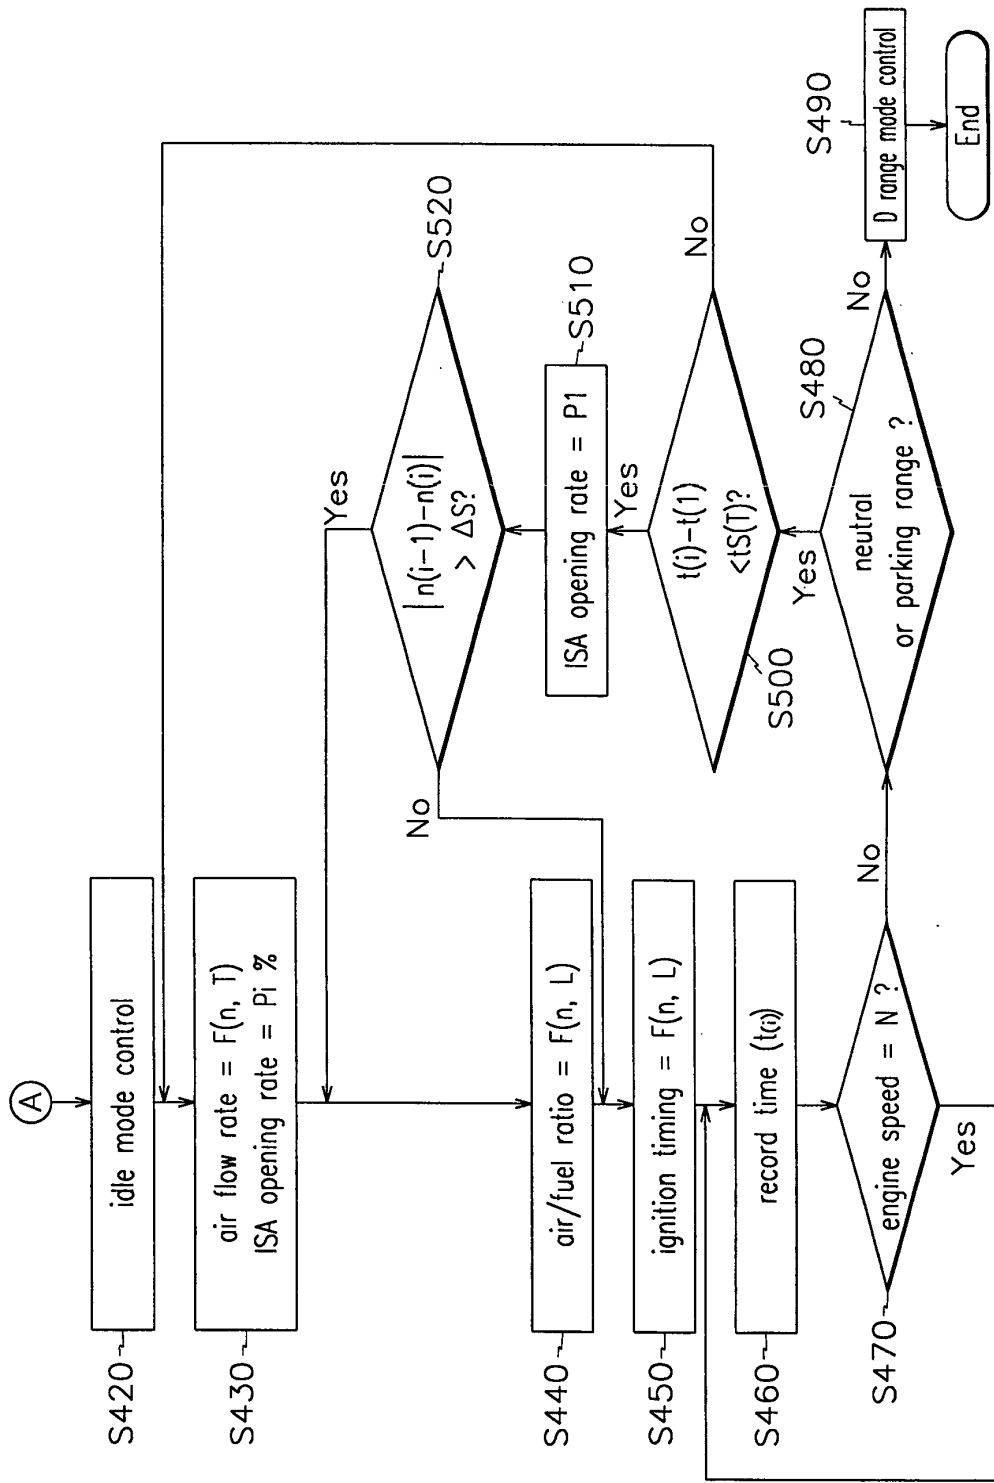 A
idle mode control
S420
air flow rate = F(n, T)
ISA opening rate = Pi %
S430
air/fuel ratio = F(n, L)
S440
ignition timing = F(n, L)
S450
record time (t(i))
S460
engine speed = N ?
S470
Yes
No
neutral
or parking range ?
S480
Yes
No
D range mode control
S490
End
t(i)-t(1)
<tS(T)?
S500
Yes
No
ISA opening rate = P1
S510
|n(i-1)-n(i)|
> ΔS?
S520
Yes
No